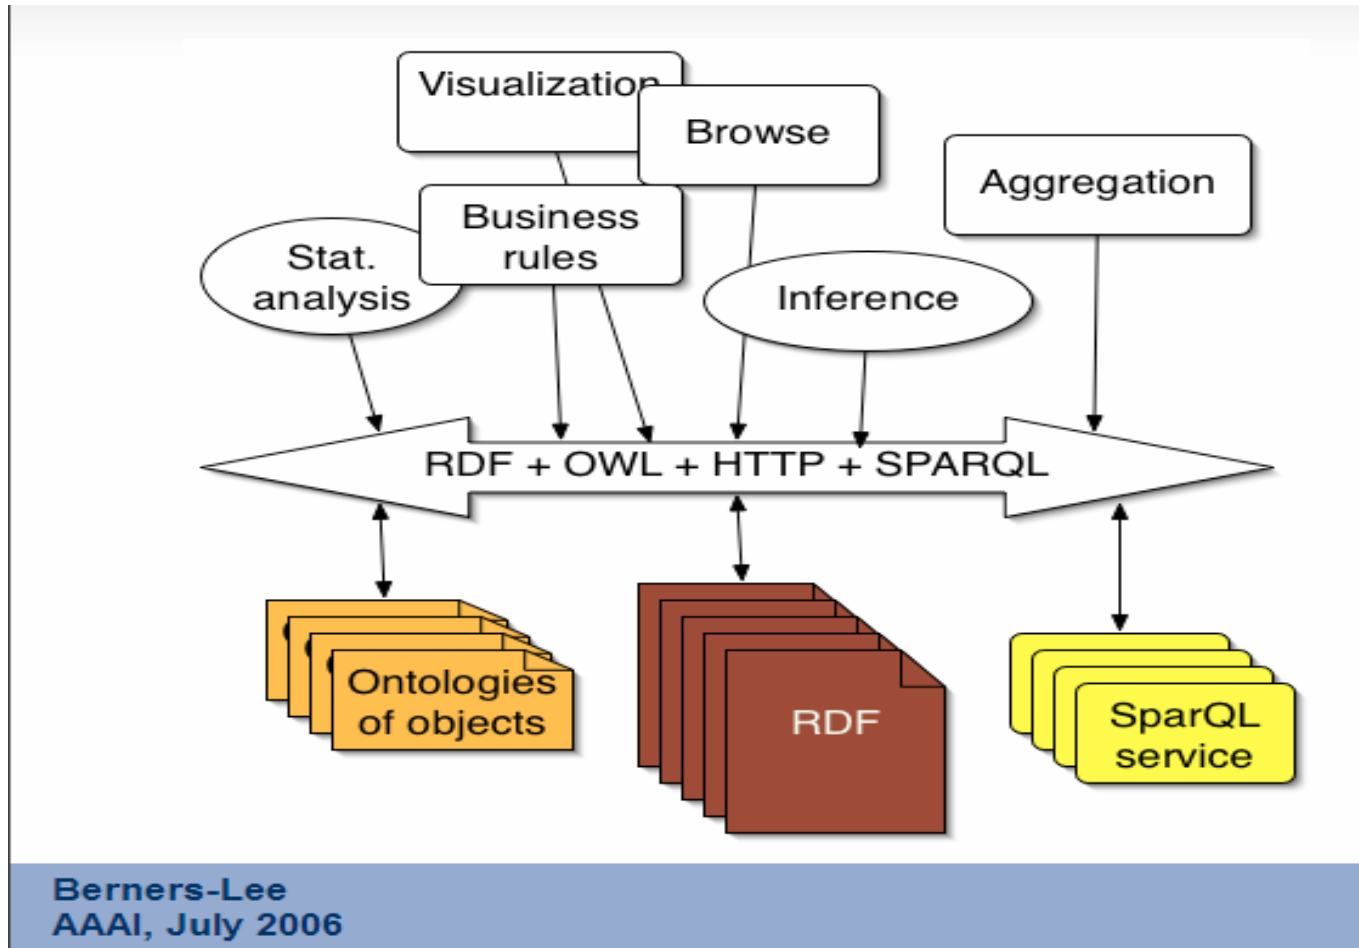 Visualization
Browse
Aggregation
Business
rules
Stat.
analysis
Inference
RDF + OWL + HTTP + SPARQL
Ontologies
of objects
RDF
SparQL
service
Berners-Lee
AAAI, July 2006